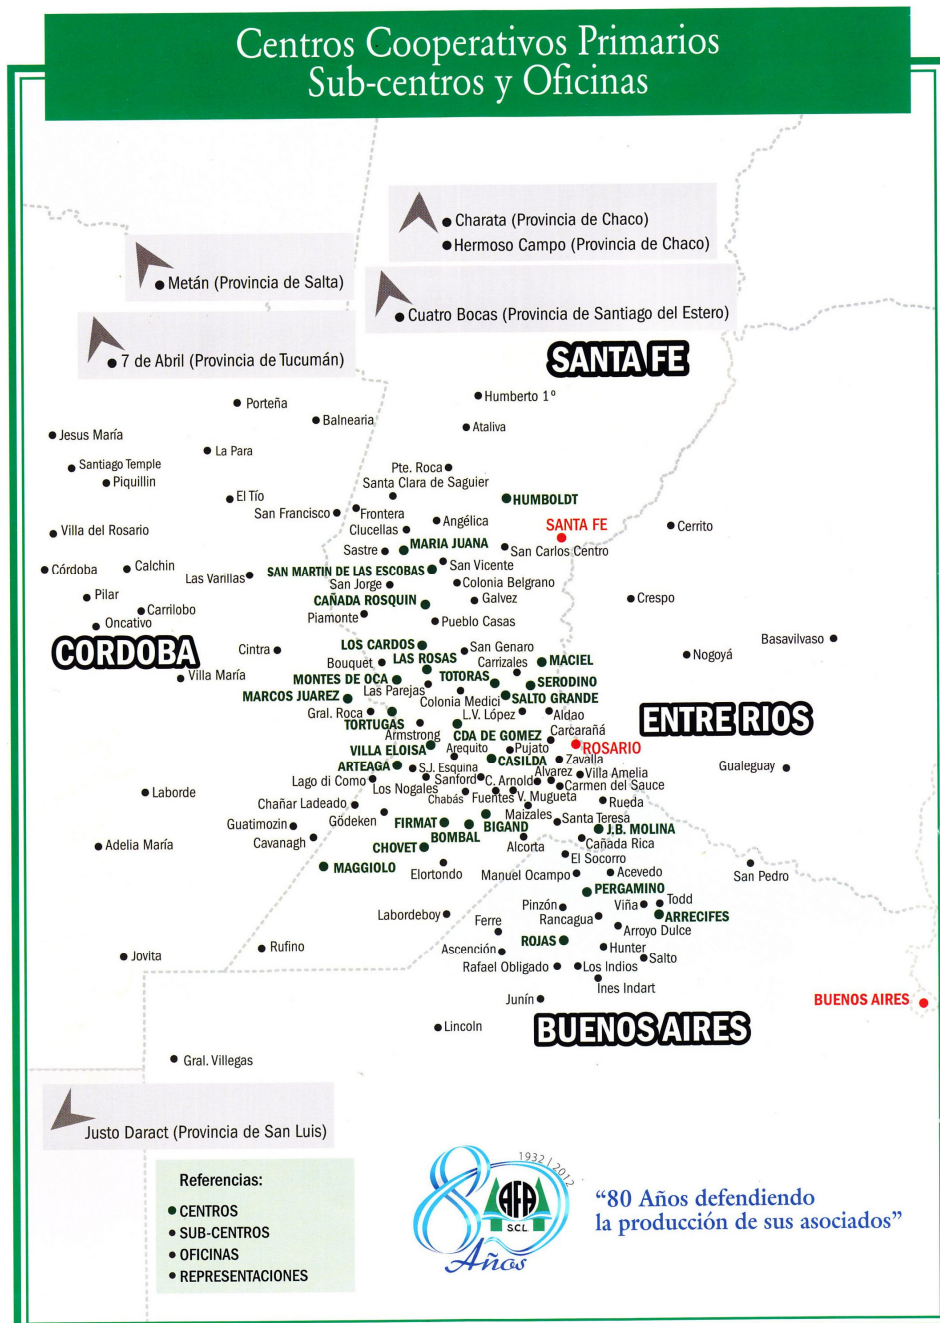 Centros Cooperativos Primarios
Sub-centros y Oficinas
Charata (Provincia de Chaco)
Hermoso Campo (Provincia de Chaco)
Metán (Provincia de Salta)
Cuatro Bocas (Provincia de Santiago del Estero)
7 de Abril (Provincia de Tucumán)
SANTA FE
Humberto 1º
Porteña
Balnearia
Ataliva
Jesus María
La Para
Santiago Temple
Piquillin
Pte. Roca
Santa Clara de Saguier
El Tío
HUMBOLDT
San Francisco
Frontera
Angélica
SANTA FE
Cerrito
Clucellas
Villa del Rosario
MARIA JUANA
Sastre
San Carlos Centro
San Vicente
Córdoba
Calchin
Las Varillas
SAN MARTIN DE LAS ESCOBAS
San Jorge
Colonia Belgrano
Pilar
CAÑADA ROSQUIN
Galvez
Crespo
Carrilobo
Piamonte
Pueblo Casas
Oncativo
Basavilvaso
CORDOBA
Cintra
LOS CARDOS
San Genaro
Nogoyá
Bouquët
LAS ROSAS
Carrizales
MACIEL
Villa María
MONTES DE OCA
TOTORAS
SERODINO
MARCOS JUAREZ
Las Parejas
Colonia Medici
SALTO GRANDE
Gral. Roca
L.V. López
Aldao
ENTRE RIOS
TORTUGAS
Armstrong
CDA DE GOMEZ
Carcarañá
VILLA ELOISA
Arequito
Pujato
ROSARIO
CASILDA
Zavalla
ARTEAGA
S.J. Esquina
Gualeguay
Lago di Como
Los Nogales
Sanford
C. Arnold
Alvarez
Villa Amelia
Carmen del Sauce
Laborde
Chabás
Fuentes
V. Mugueta
Rueda
Chañar Ladeado
Gödeken
Maizales
Santa Teresa
Guatimozin
FIRMAT
BIGAND
J.B. MOLINA
Cavanagh
BOMBAL
Adelia María
CHOVET
Alcorta
Cañada Rica
El Socorro
MAGGIOLO
Elortondo
Manuel Ocampo
Acevedo
San Pedro
PERGAMINO
Pinzón
Viña
Todd
Labordeboy
Ferre
Rancagua
ARRECIFES
Arroyo Dulce
ROJAS
Rufino
Ascención
Hunter
Jovita
Salto
Rafael Obligado
Los Indios
Ines Indart
Junín
BUENOS AIRES
Lincoln
BUENOS AIRES
Gral. Villegas
Justo Daract (Provincia de San Luis)
Referencias:
CENTROS
SUB-CENTROS
OFICINAS
REPRESENTACIONES
1932 | 2012
80
AFA
S.C.L.
Años
“80 Años defendiendo
la producción de sus asociados”